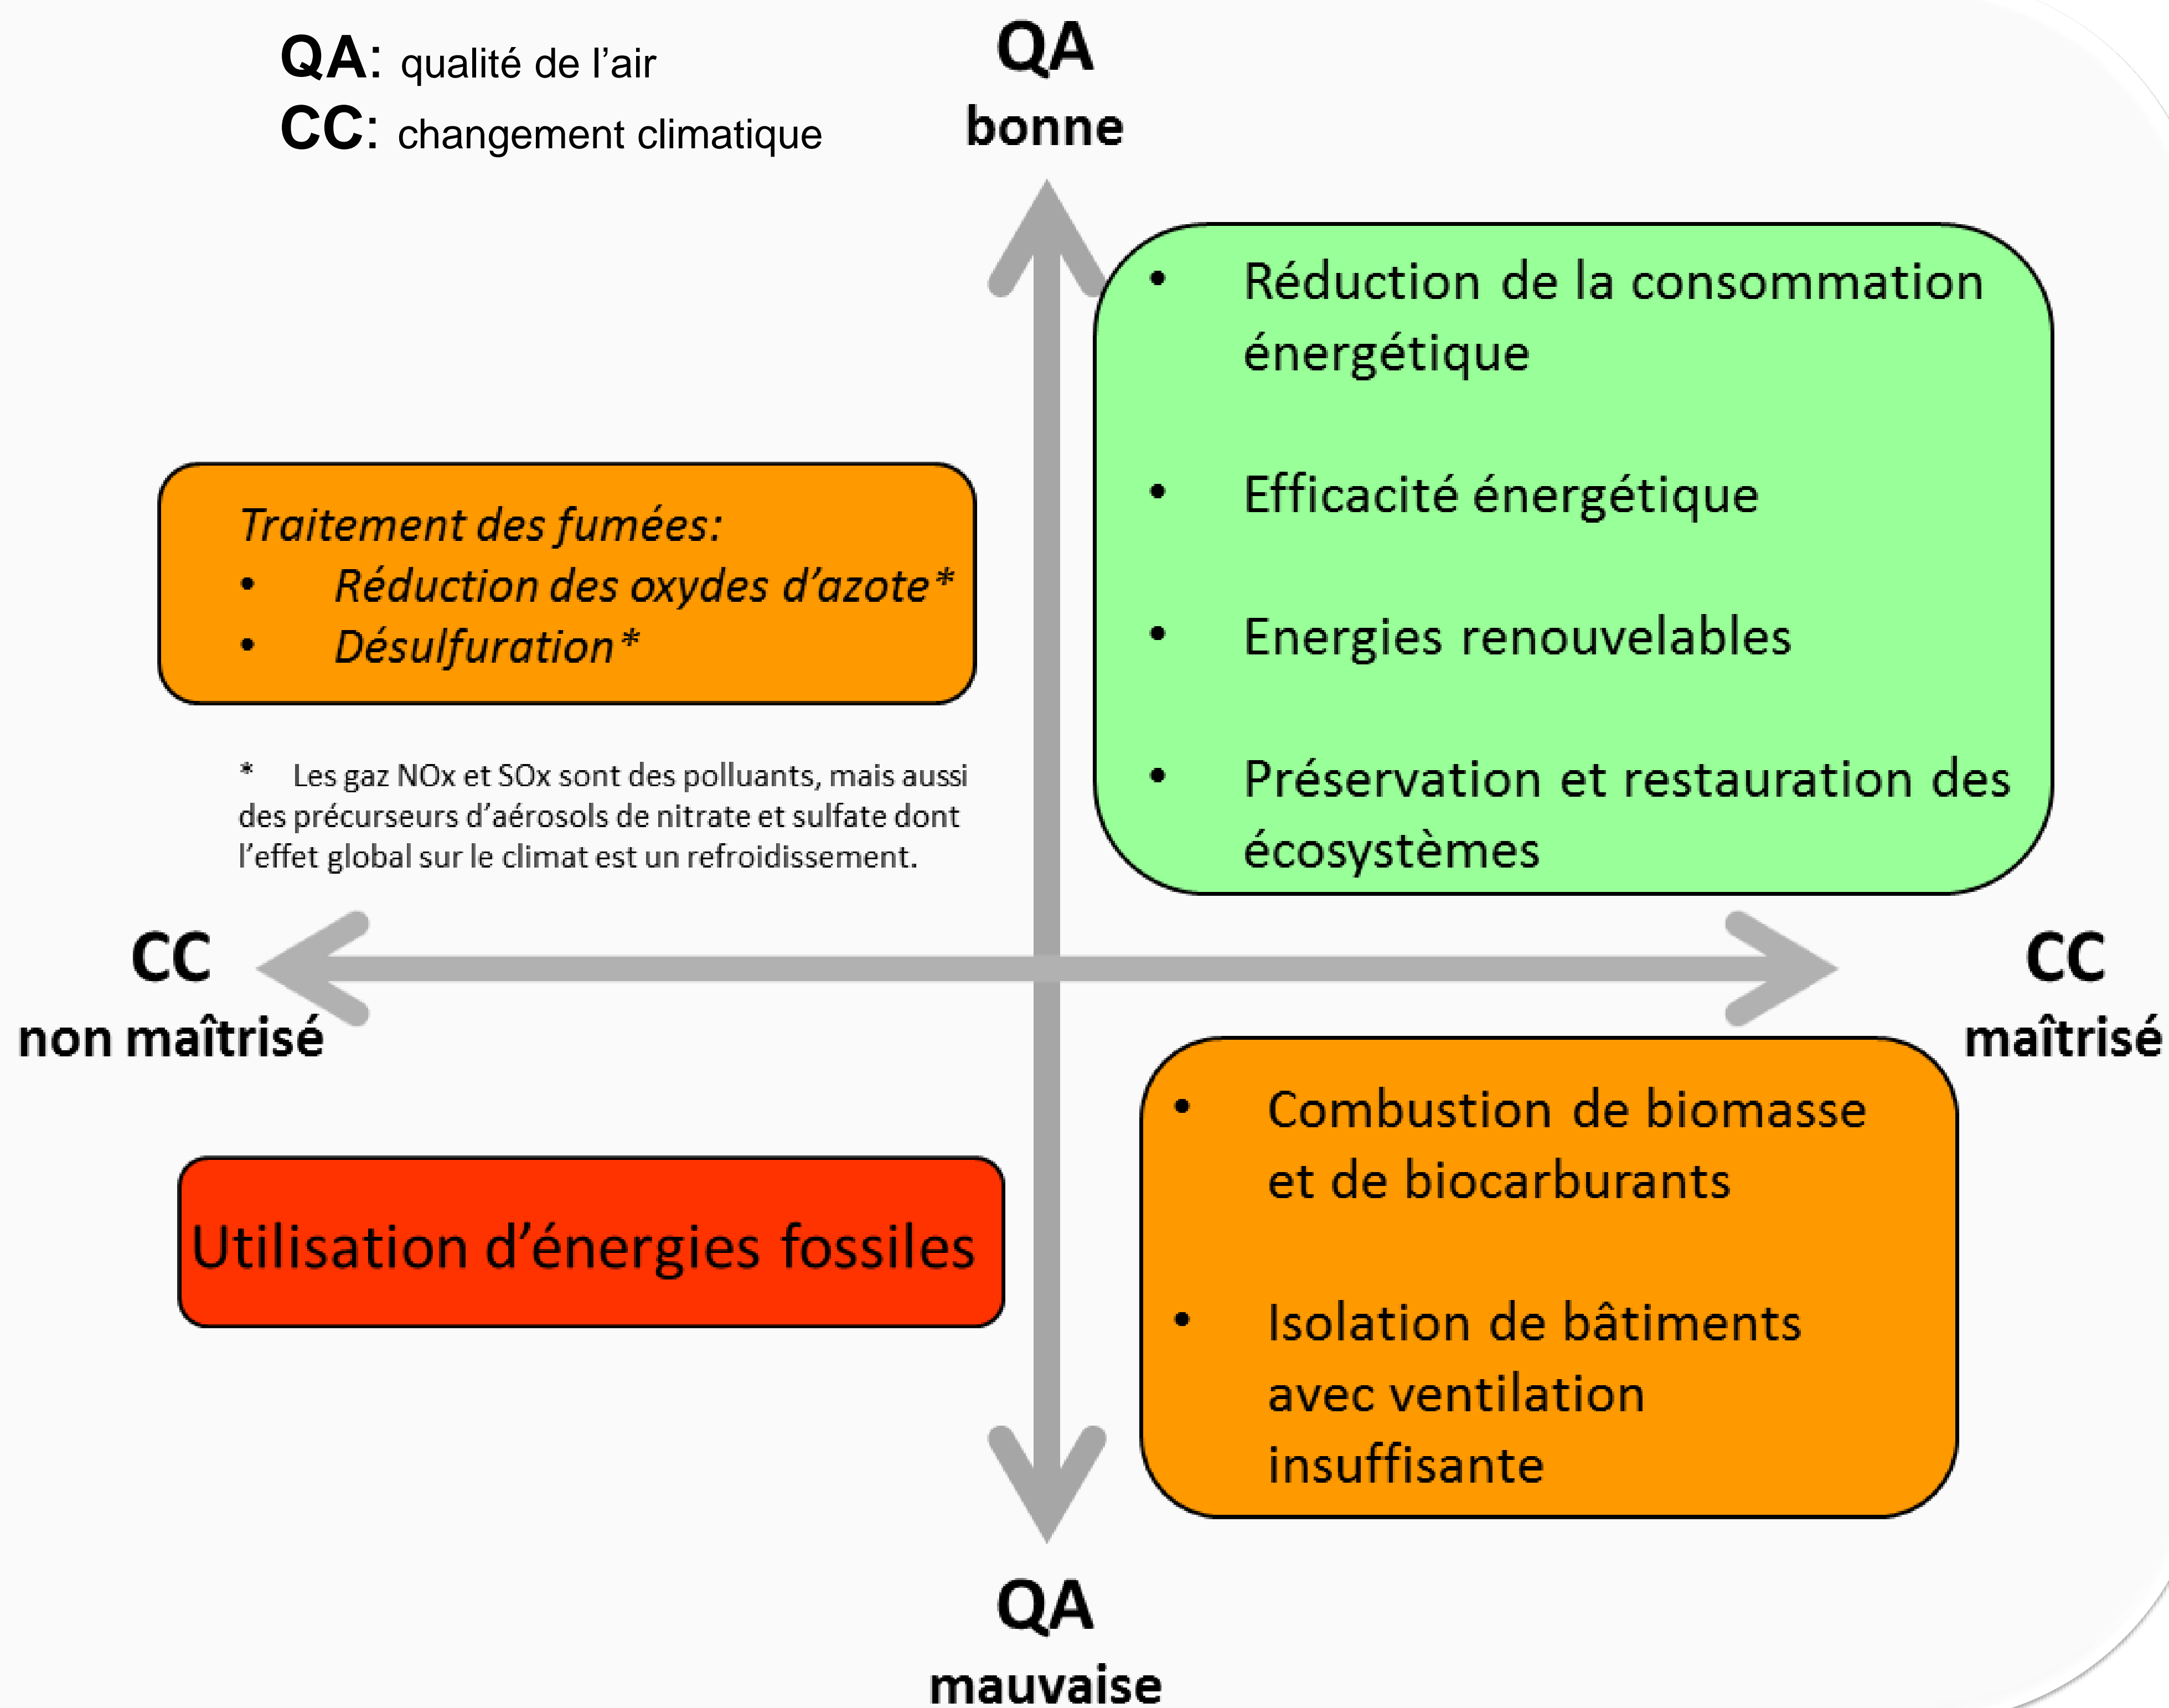 QA: qualité de l'air
CC: changement climatique
QA
bonne
• Réduction de la consommation
énergétique
• Efficacité énergétique
• Energies renouvelables
• Préservation et restauration des
écosystèmes
Traitement des fumées:
• Réduction des oxydes d'azote*
• Désulfuration*
* Les gaz NOx et SOx sont des polluants, mais aussi
des précurseurs d'aérosols de nitrate et sulfate dont
l'effet global sur le climat est un refroidissement.
CC
non maîtrisé
CC
maîtrisé
Utilisation d'énergies fossiles
• Combustion de biomasse
et de biocarburants
• Isolation de bâtiments
avec ventilation
insuffisante
QA
mauvaise